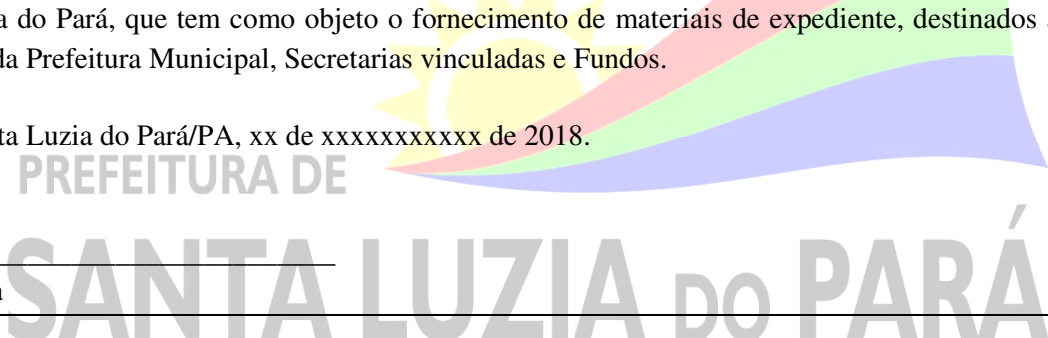 a do Pará, que tem como objeto o fornecimento de materiais de expediente, destinados
da Prefeitura Municipal, Secretarias vinculadas e Fundos.
ta Luzia do Pará/PA, xx de xxxxxxxxxxx de 2018.
PREFEITURA DE
a
SANTA LUZIA DO PARÁ